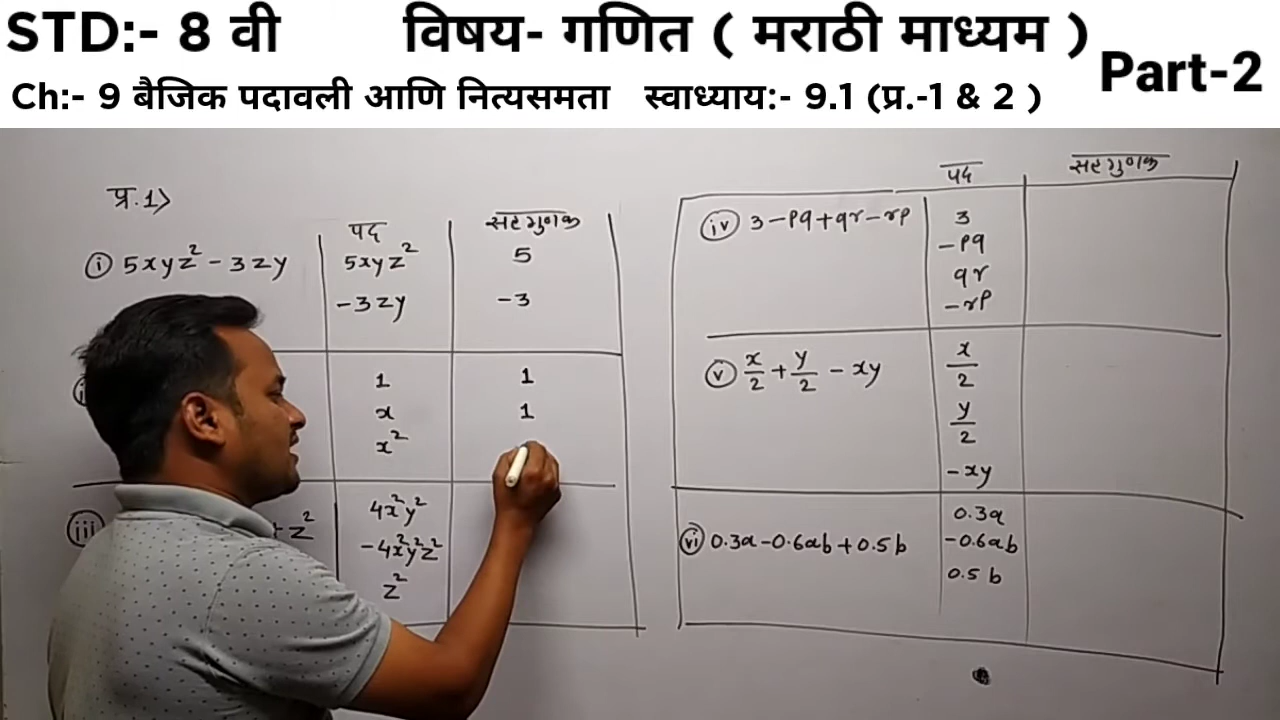 STD:- 8 वी विषय- गणित ( मराठी माध्यम )
Part-2
Ch:- 9 बैजिक पदावली आणि नित्यसमता स्वाध्याय:- 9.1 (प्र.-1 & 2 )
प्र.1>
पद सहगुणक
(i) 5xyz² - 3zy 5xyz² 5
-3zy -3
1 1
x 1
x²
(iii) + z² 4x²y²
-4x²y²z²
z²
पद सहगुणक
(iv) 3 - pq + qr - rp 3
-pq
qr
-rp
(v) x/2 + y/2 - xy x/2
y/2
-xy
(vi) 0.3a - 0.6ab + 0.5b 0.3a
-0.6ab
0.5b